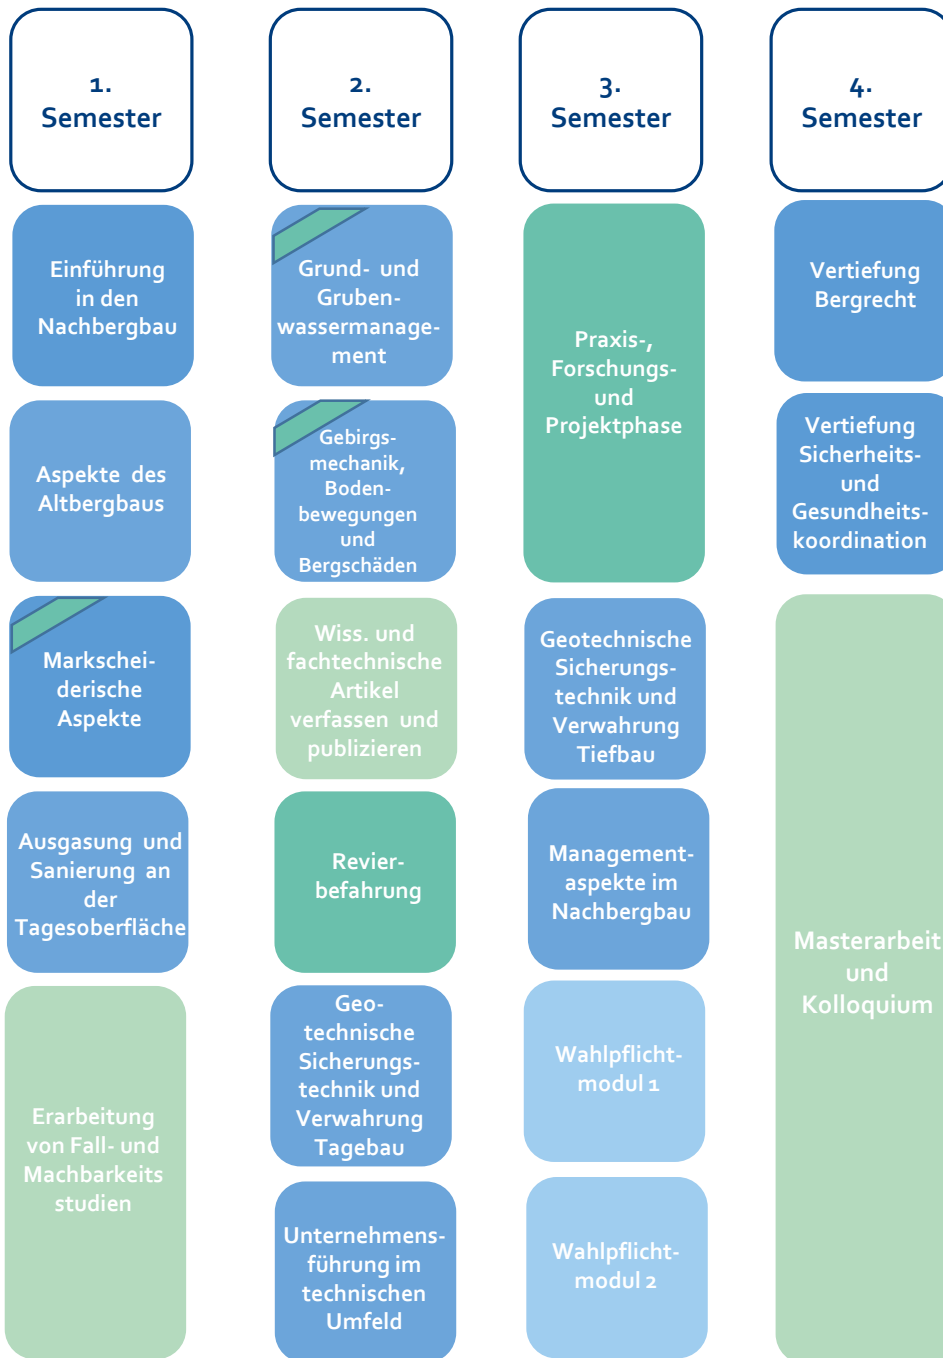 1.
Semester
Einführung
in den
Nachbergbau
Aspekte des
Altbergbaus
Markschei-
derische
Aspekte
Ausgasung und
Sanierung an
der
Tagesoberfläche
Erarbeitung
von Fall- und
Machbarkeits
studien
2.
Semester
Grund- und
Gruben-
wassermanage-
ment
Gebirgs-
mechanik,
Boden-
bewegungen
und
Bergschäden
Wiss. und
fachtechnische
Artikel
verfassen und
publizieren
Revier-
befahrung
Geo-
technische
Sicherungs-
technik und
Verwahrung
Tagebau
Unternehmens-
führung im
technischen
Umfeld
3.
Semester
Praxis-,
Forschungs-
und
Projektphase
Geotechnische
Sicherungs-
technik und
Verwahrung
Tiefbau
Management-
aspekte im
Nachbergbau
Wahlpflicht-
modul 1
Wahlpflicht-
modul 2
4.
Semester
Vertiefung
Bergrecht
Vertiefung
Sicherheits-
und
Gesundheits-
koordination
Masterarbeit
und
Kolloquium